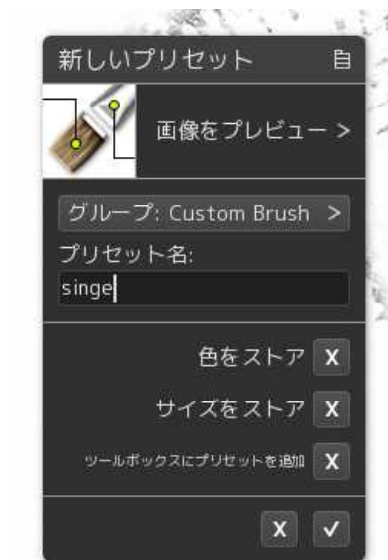 新しいプリセット
画像をプレビュー >
グループ: Custom Brush >
プリセット名:
singe
色をストア X
サイズをストア X
ツールボックスにプリセットを追加 X
X ✓